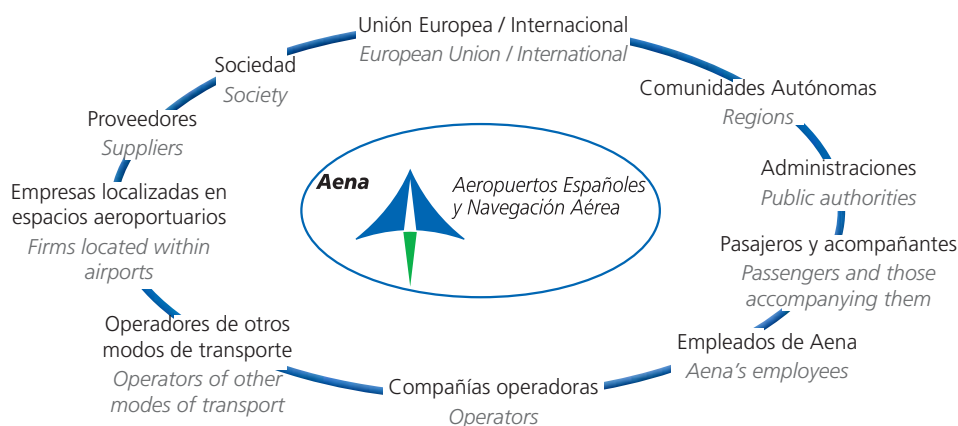 Unión Europea / Internacional
European Union / International
Comunidades Autónomas
Regions
Administraciones
Public authorities
Pasajeros y acompañantes
Passengers and those
accompanying them
Empleados de Aena
Aena's employees
Compañías operadoras
Operators
Operadores de otros
modos de transporte
Operators of other
modes of transport
Empresas localizadas en
espacios aeroportuarios
Firms located within
airports
Proveedores
Suppliers
Sociedad
Society
Aena
Aeropuertos Españoles
y Navegación Aérea